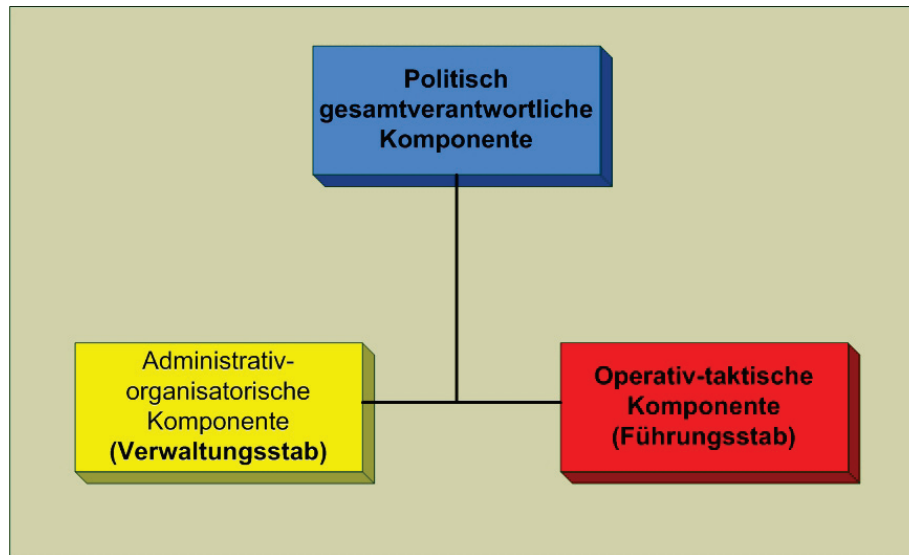 Politisch
gesamtverantwortliche
Komponente
Administrativ-
organisatorische
Komponente
(Verwaltungsstab)
Operativ-taktische
Komponente
(Führungsstab)